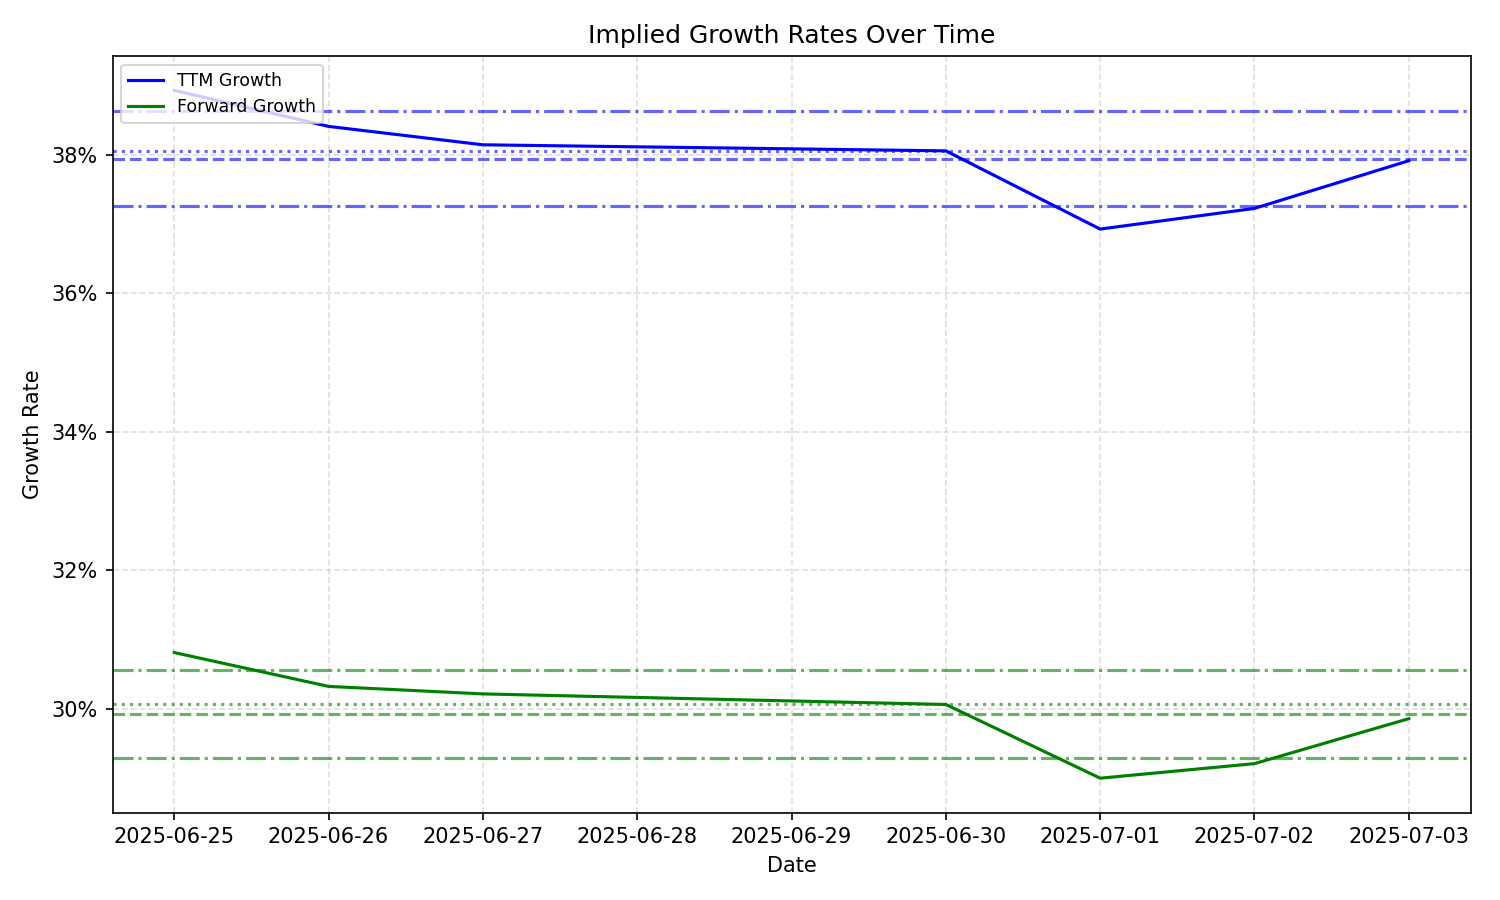 Implied Growth Rates Over Time
TTM Growth
Forward Growth
38%
36%
34%
32%
30%
Growth Rate
2025-06-25 2025-06-26 2025-06-27 2025-06-28 2025-06-29 2025-06-30 2025-07-01 2025-07-02 2025-07-03
Date